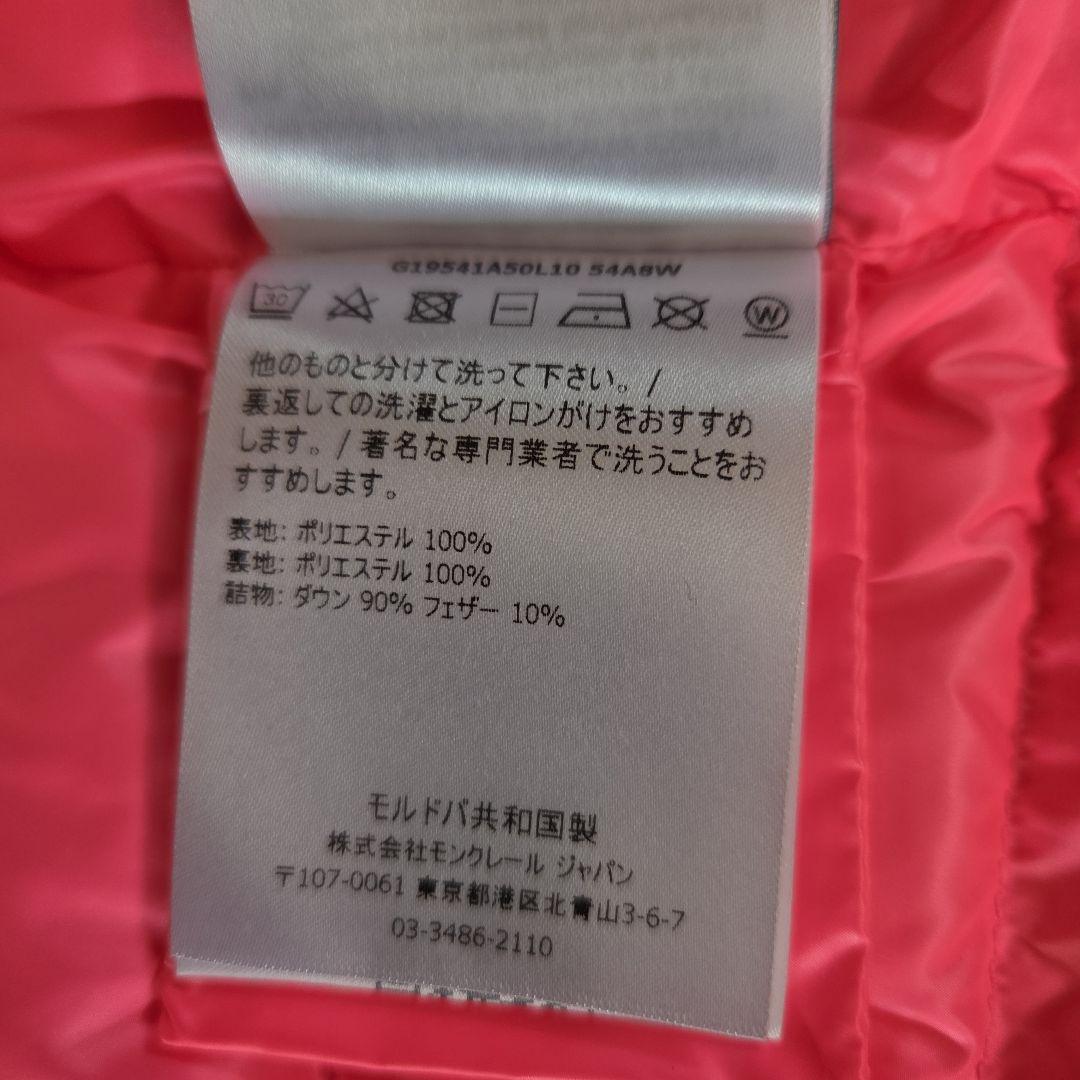 G19541A50L10 54A8W
30
W
他のものと分けて洗って下さい。/
裏返しての洗濯とアイロンがけをおすすめ
します。/ 著名な専門業者で洗うことをお
すすめします。
表地: ポリエステル 100%
裏地: ポリエステル 100%
詰物: ダウン 90% フェザー 10%
モルドバ共和国製
株式会社モンクレール ジャパン
〒107-0061 東京都港区北青山3-6-7
03-3486-2110